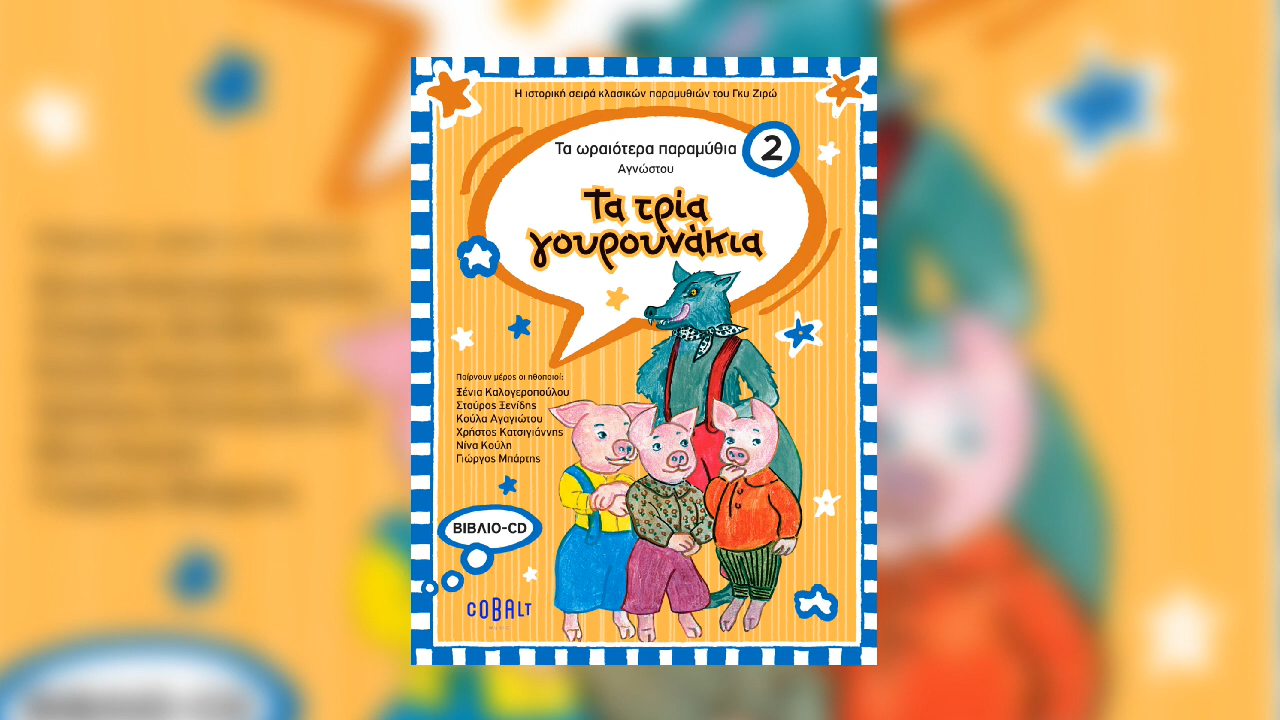 Η ιστορική σειρά κλασικών παραμυθιών του Γκυ Ζιρώ
Τα ωραιότερα παραμύθια
2
Αγνώστου
Τα τρία
γουρουνάκια
Παίρνουν μέρος οι ηθοποιοί:
Ξένια Καλογεροπούλου
Σταύρος Ξενίδης
Κούλα Αγαγιώτου
Χρήστος Κατσιγιάννης
Νίνα Κούλη
Γιώργος Μπάρτης
ΒΙΒΛΙΟ-CD
COBALT